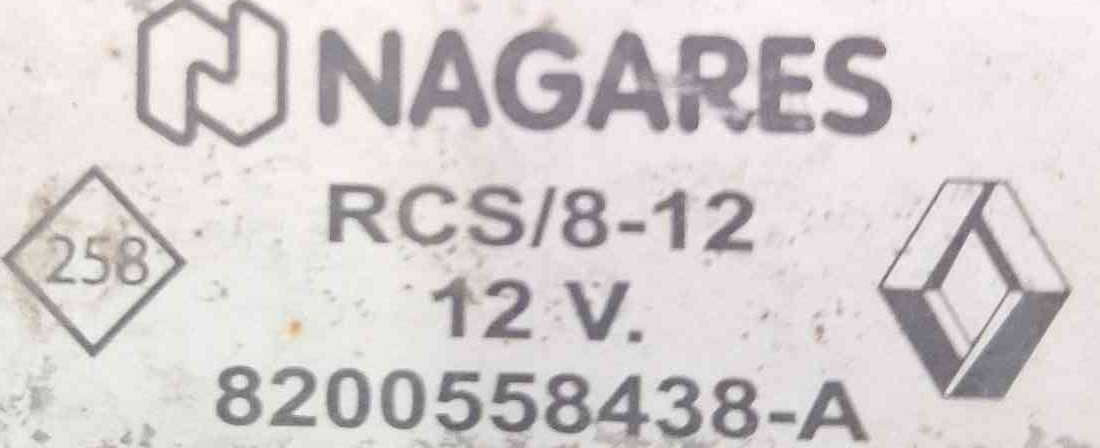 NAGARES
RCS/8-12
258
12 V.
8200558438-A